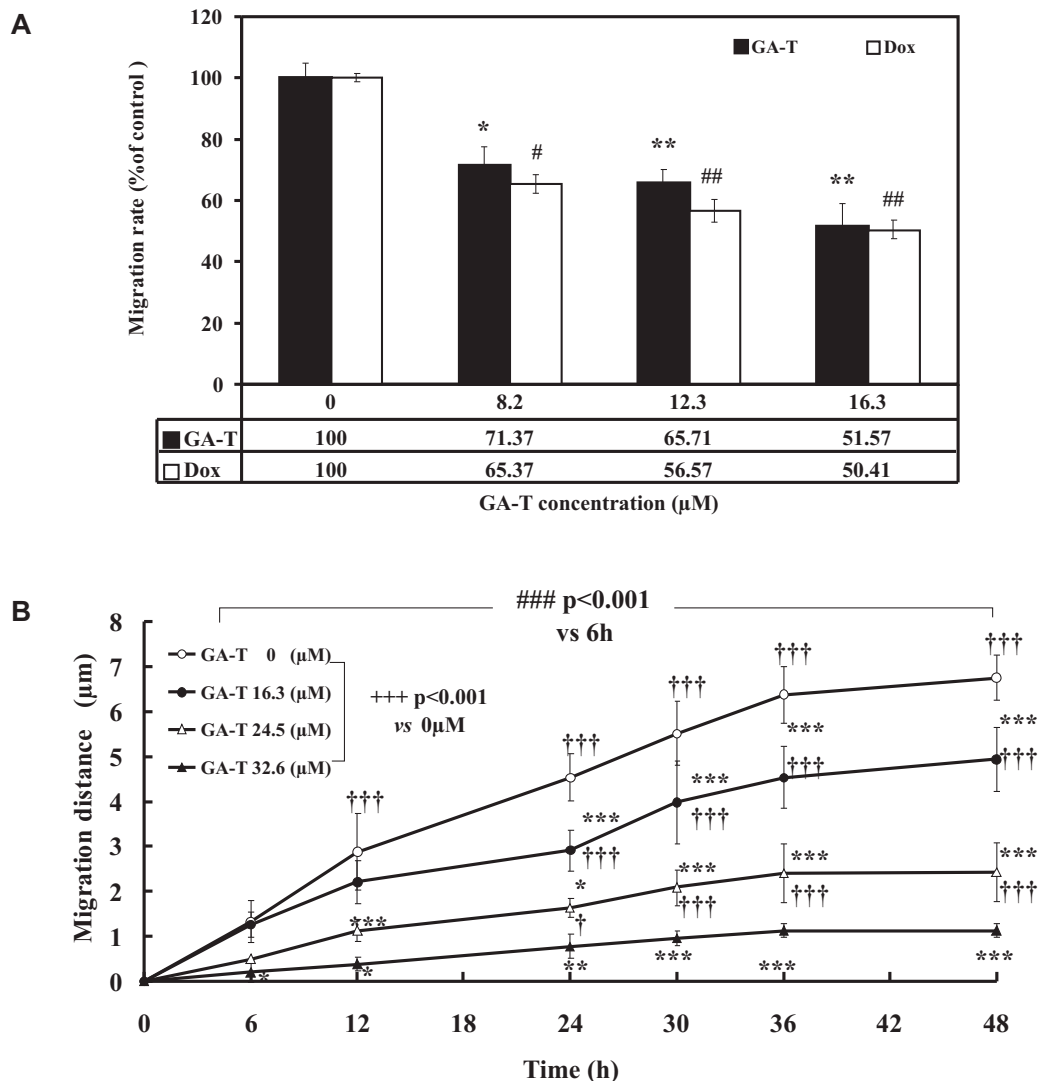 A
120
100
80
60
40
20
0
Migration rate (% of control )
GA-T Dox
*
#
**
##
**
##
0 8.2 12.3 16.3
GA-T 100 71.37 65.71 51.57
Dox 100 65.37 56.57 50.41
GA-T concentration (µM)
B
### p<0.001
vs 6h
8
7
6
5
4
3
2
1
0
Migration distance (µm)
GA-T 0 (µM)
GA-T 16.3 (µM)
GA-T 24.5 (µM)
GA-T 32.6 (µM)
+++ p<0.001
vs 0µM
†††
†††
†††
†††
†††
***
†††
***
†††
***
†††
***
†††
***
*
†
***
†††
***
†††
***
†††
*
*
**
***
***
***
0 6 12 18 24 30 36 42 48
Time (h)